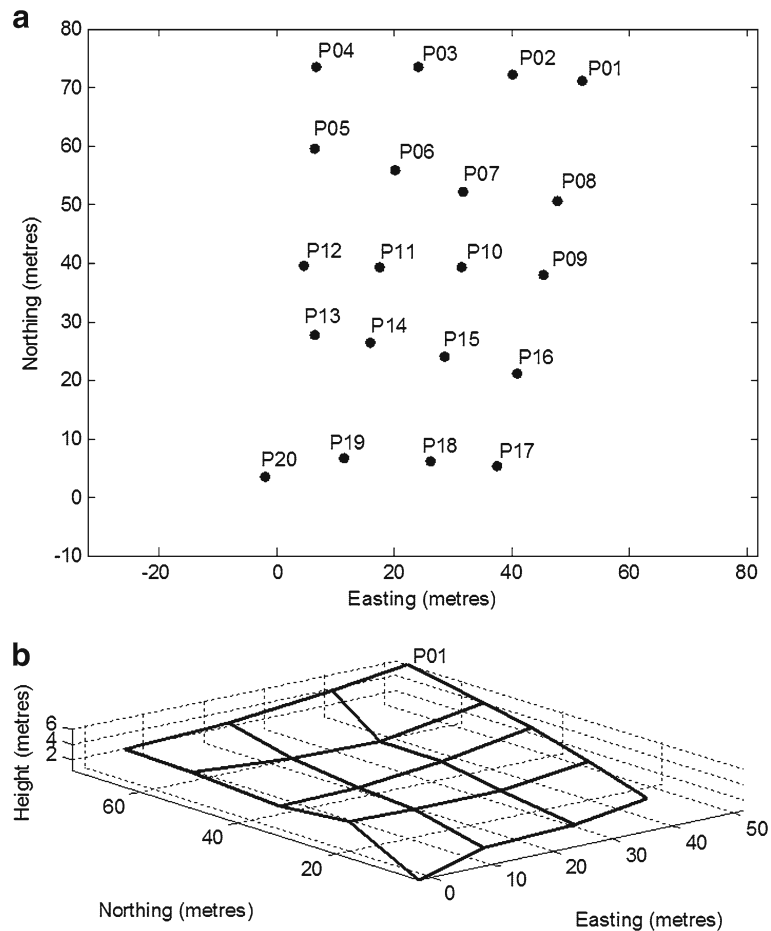 a
80
P04 P03 P02 P01
70
P05
60
P06
P07 P08
50
40
P12 P11 P10 P09
30
P13 P14 P15
P16
20
10
P20 P19 P18 P17
0
-10
-20 0 20 40 60 80
Northing (metres)
Easting (metres)
b
P01
Height (metres)
6
4
2
60
40
20
0
10
20
30
40
50
Northing (metres)
Easting (metres)